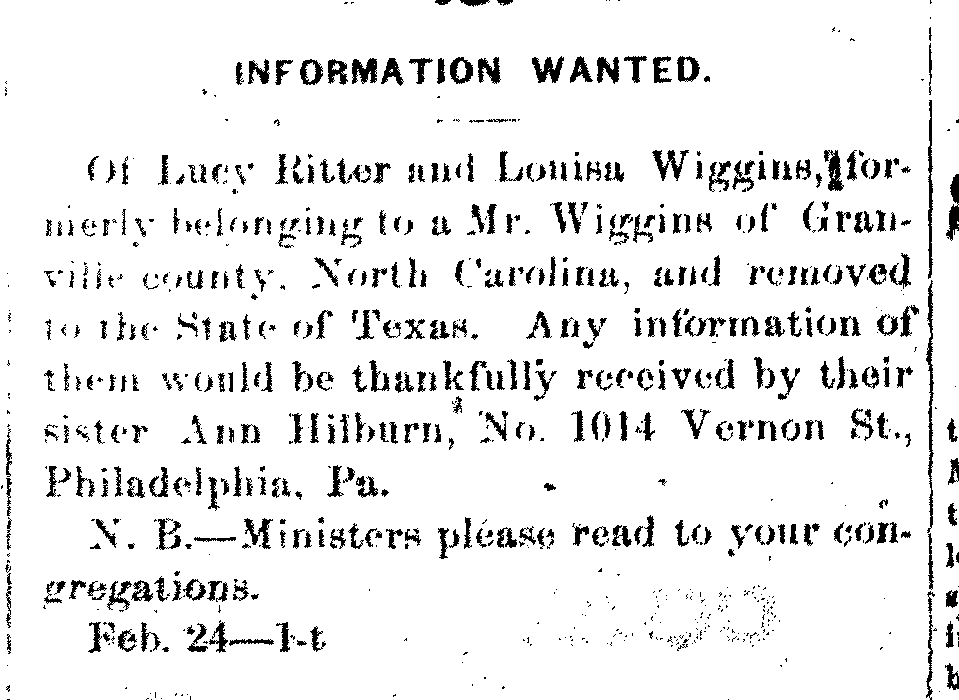 INFORMATION WANTED.
Of Lucy Ritter and Louisa Wiggins, for-
merly belonging to a Mr. Wiggins of Gran-
ville county, North Carolina, and removed
to the State of Texas. Any information of
them would be thankfully received by their
sister Ann Hilburn, No. 1014 Vernon St.,
Philadelphia, Pa.
N. B.—Ministers please read to your con-
gregations.
Feb. 24—1-t